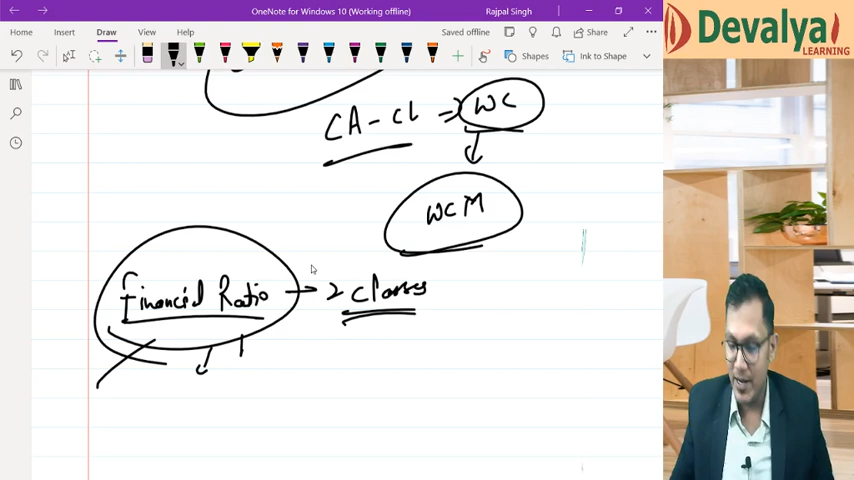 OneNote for Windows 10 (Working offline)
Rajpal Singh
Home Insert Draw View Help
Saved offline
Share
Shapes
Ink to Shape
Devalya
LEARNING
CA - CL ⇒ WC
WCM
Financial Ratio → 2 classes